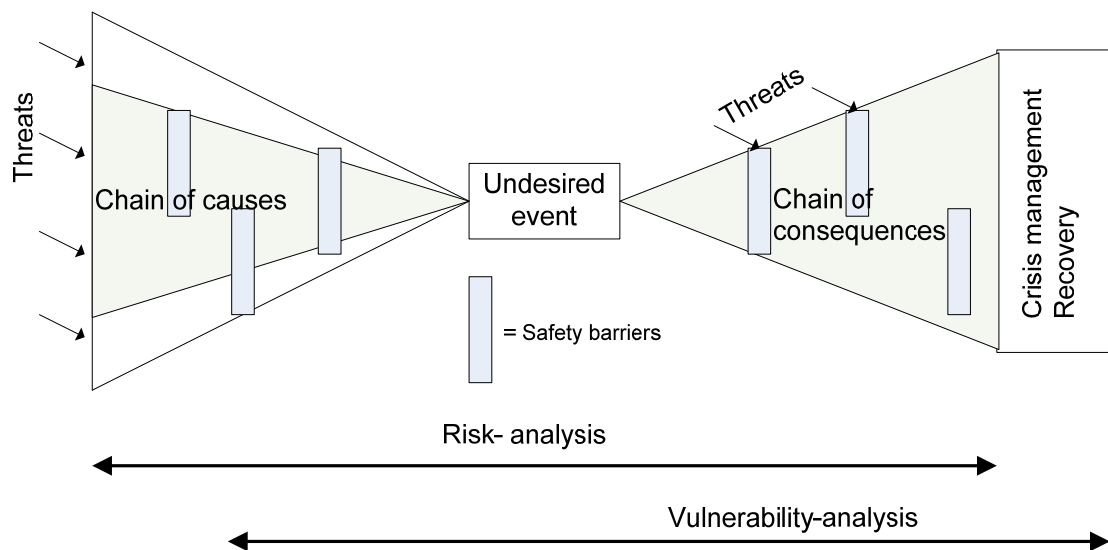 Threats
Chain of causes
Undesired
event
Threats
Chain of
consequences
Crisis management
Recovery
= Safety barriers
Risk- analysis
Vulnerability-analysis